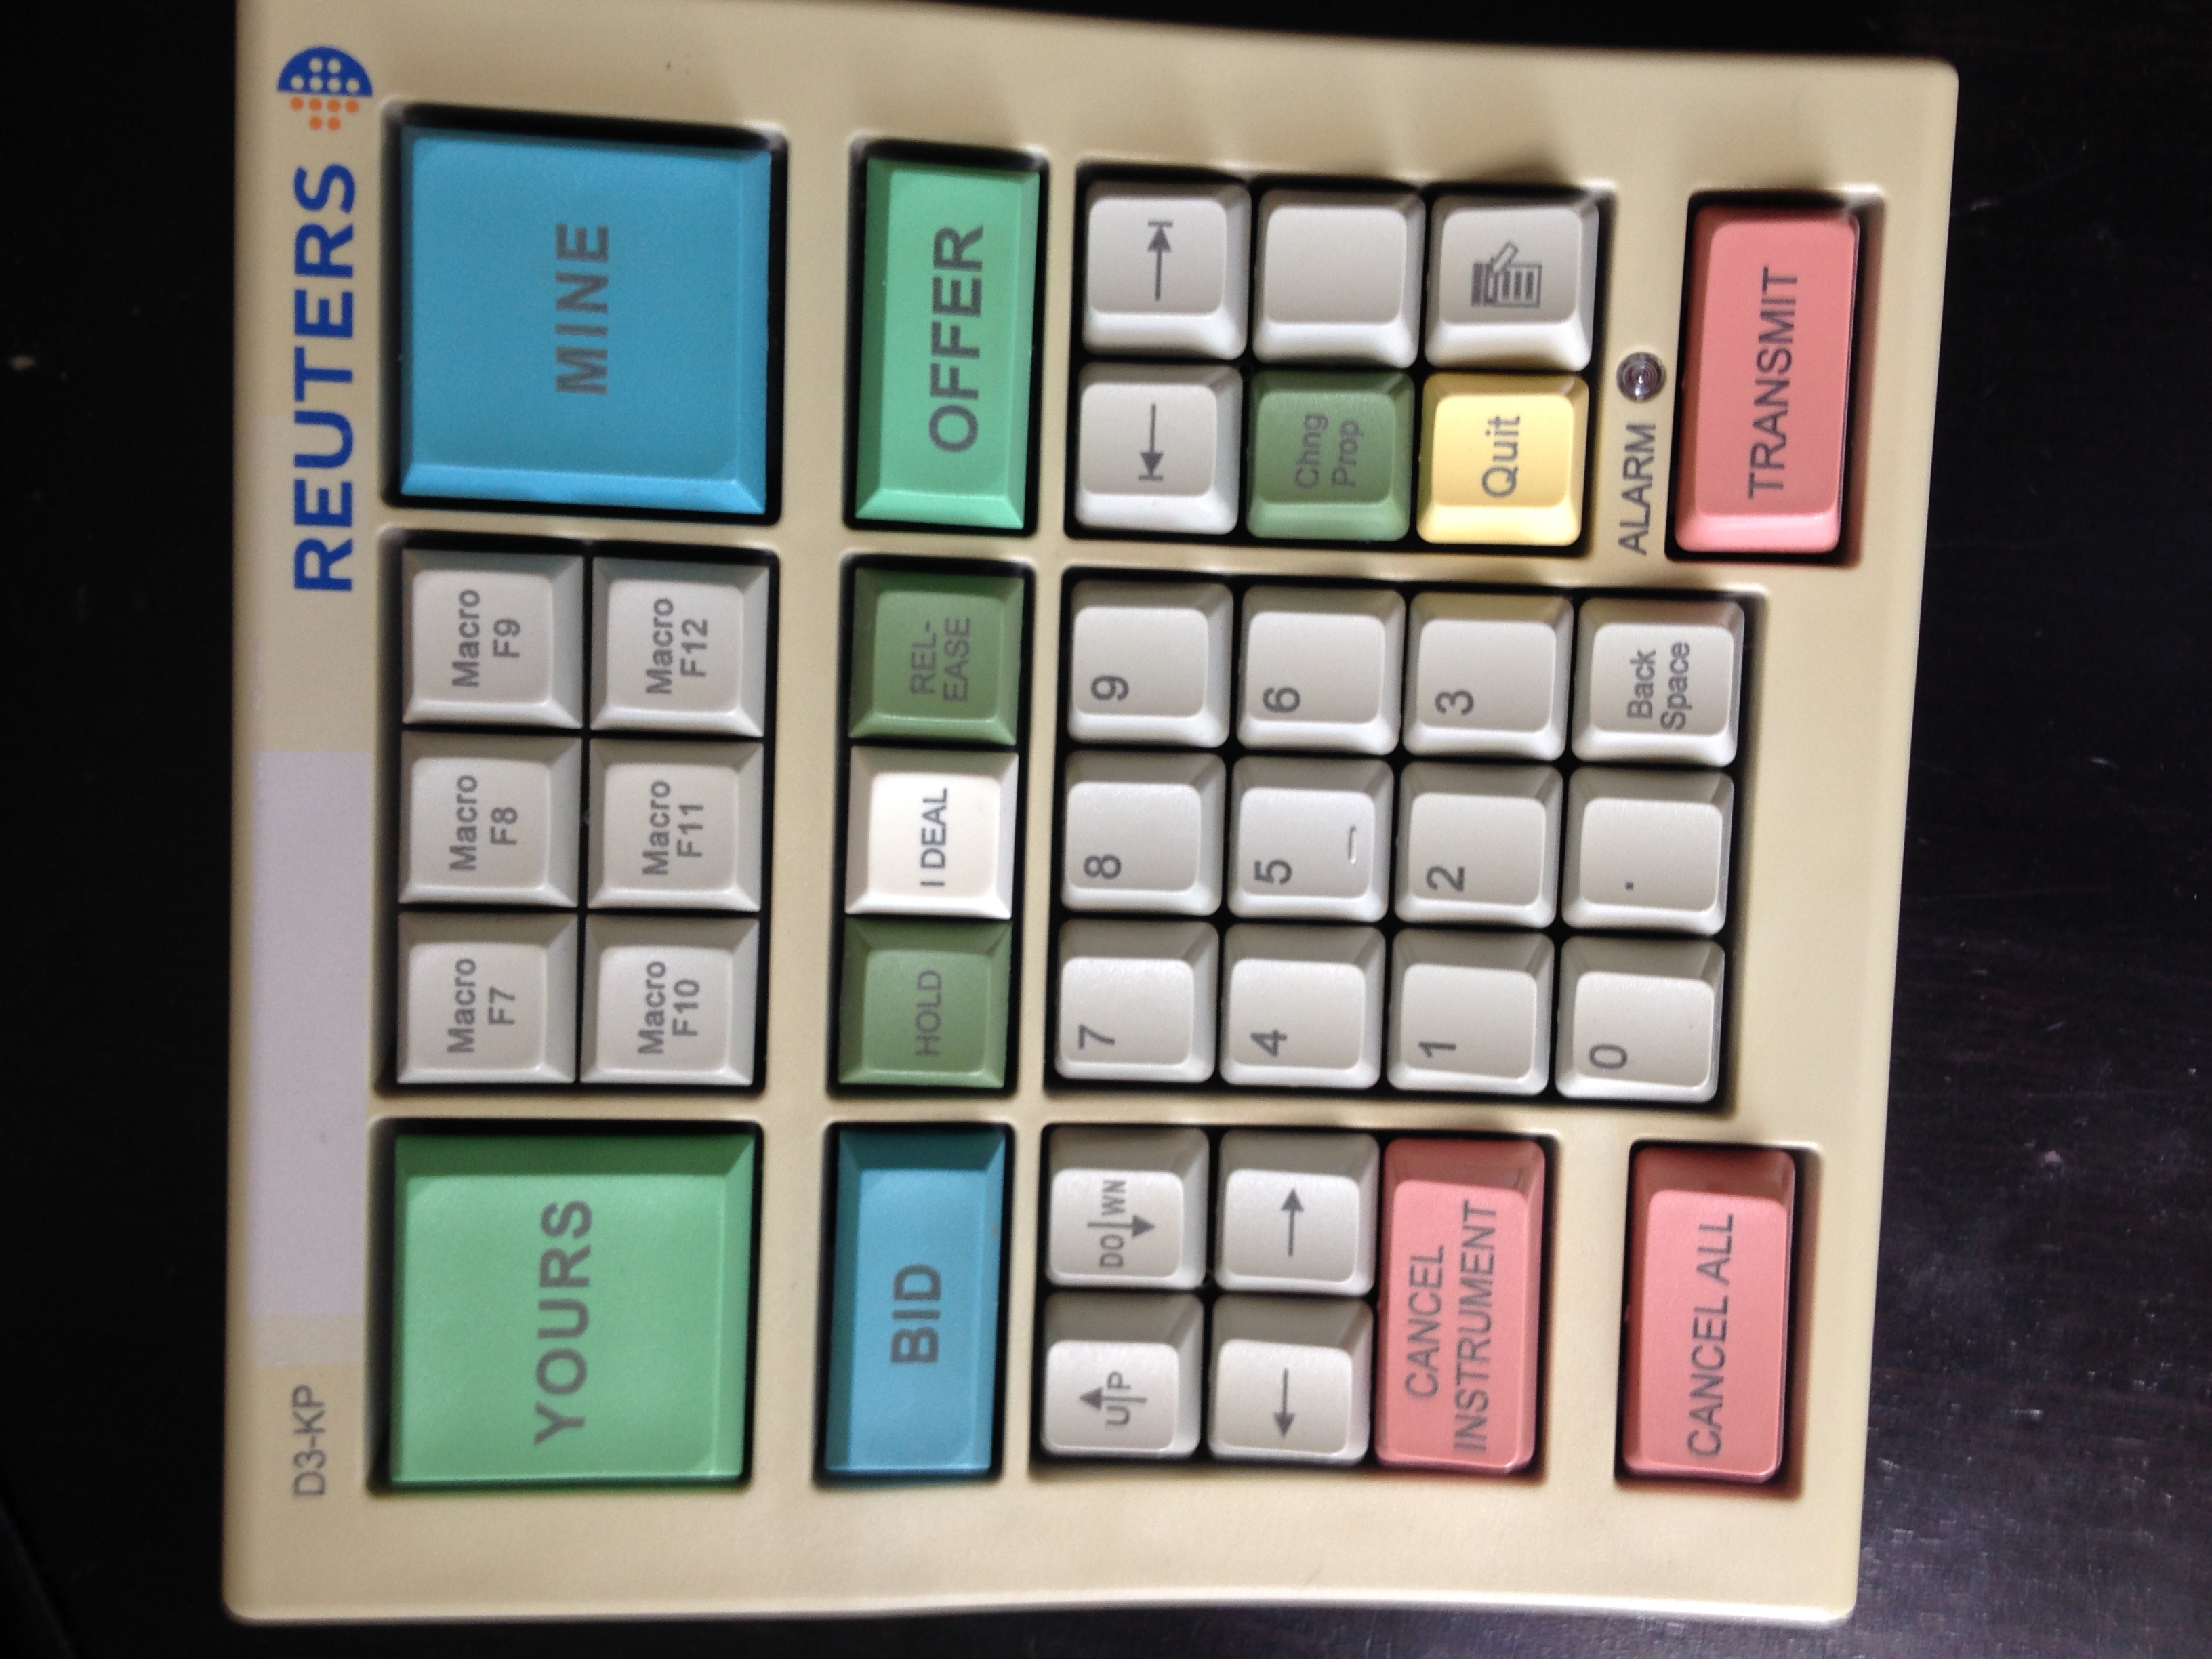 D3-KP
REUTERS
YOURS
Macro
F7
Macro
F8
Macro
F9
MINE
Macro
F10
Macro
F11
Macro
F12
BID
HOLD
I DEAL
REL-
EASE
OFFER
UP
DOWN
7
8
9
4
5
6
Chng
Prop
CANCEL
INSTRUMENT
1
2
3
Quit
0
.
Back
Space
ALARM
CANCEL ALL
TRANSMIT